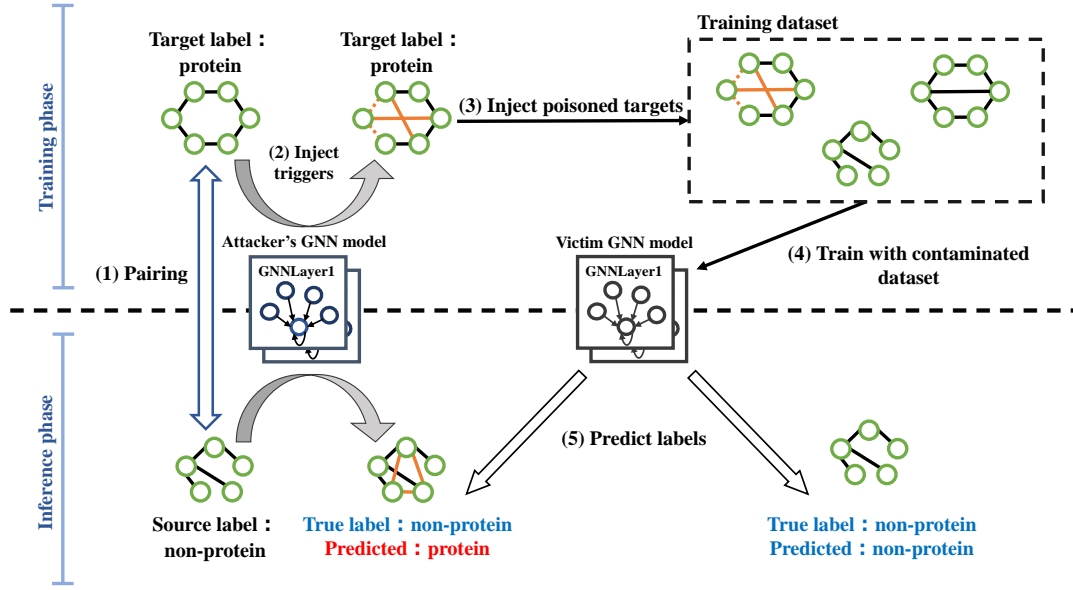 Training phase
Target label：
protein
Target label：
protein
Training dataset
(3) Inject poisoned targets
(2) Inject
triggers
(1) Pairing
Attacker's GNN model
GNNLayer1
Victim GNN model
GNNLayer1
(4) Train with contaminated
dataset
Inference phase
(5) Predict labels
Source label：
non-protein
True label：non-protein
Predicted：protein
True label：non-protein
Predicted：non-protein